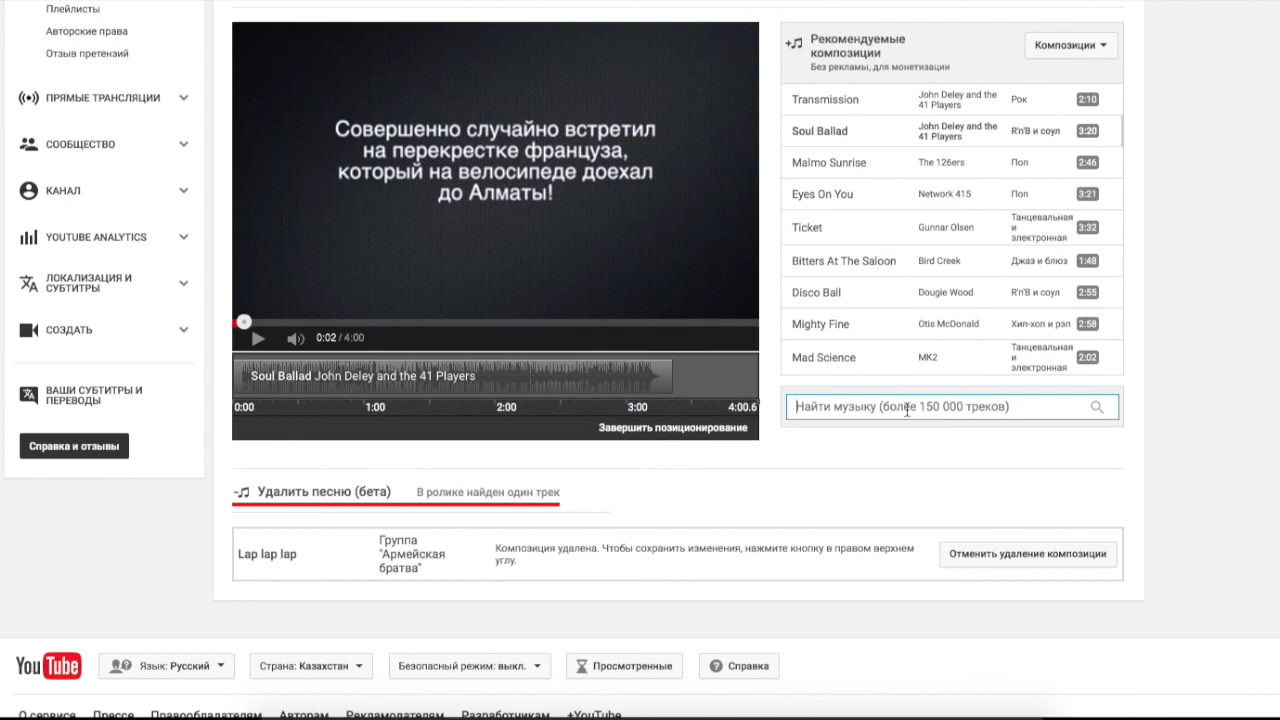 Плейлисты
Авторские права
Отзыв претензий
ПРЯМЫЕ ТРАНСЛЯЦИИ
СООБЩЕСТВО
КАНАЛ
YOUTUBE ANALYTICS
ЛОКАЛИЗАЦИЯ И
СУБТИТРЫ
СОЗДАТЬ
ВАШИ СУБТИТРЫ И
ПЕРЕВОДЫ
Справка и отзывы
Совершенно случайно встретил
на перекрестке француза,
который на велосипеде доехал
до Алматы!
0:02 / 4:00
Soul Ballad John Deley and the 41 Players
0:00 1:00 2:00 3:00 4:00.6
Завершить позиционирование
Рекомендуемые
композиции
Без рекламы, для монетизации
Композиции
Transmission John Deley and the
41 Players Рок 2:10
Soul Ballad John Deley and the
41 Players R'n'B и соул 3:20
Malmo Sunrise The 126ers Поп 2:46
Eyes On You Network 415 Поп 3:21
Ticket Gunnar Olsen Танцевальная
и
электронная 3:32
Bitters At The Saloon Bird Creek Джаз и блюз 1:48
Disco Ball Dougie Wood R'n'B и соул 2:55
Mighty Fine Otis McDonald Хип-хоп и рэп 2:58
Mad Science MK2 Танцевальная
и
электронная 2:02
Найти музыку (более 150 000 треков)
Удалить песню (бета) В ролике найден один трек
Lap lap lap
Группа
"Армейская
братва"
Композиция удалена. Чтобы сохранить изменения, нажмите кнопку в правом верхнем
углу.
Отменить удаление композиции
YouTube Язык: Русский Страна: Казахстан Безопасный режим: выкл. Просмотренные Справка
О сервисе Прессе Правообладателям Авторам Рекламодателям Разработчикам +YouTube